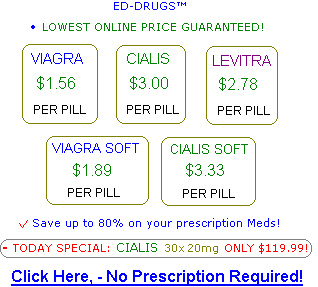 ED-DRUGS™
• LOWEST ONLINE PRICE GUARANTEED!
VIAGRA CIALIS LEVITRA
$1.56 $3.00 $2.78
PER PILL PER PILL PER PILL
VIAGRA SOFT CIALIS SOFT
$1.89 $3.33
PER PILL PER PILL
✓ Save up to 80% on your prescription Meds!
- TODAY SPECIAL: CIALIS 30x 20mg ONLY $119.99!
Click Here, - No Prescription Required!